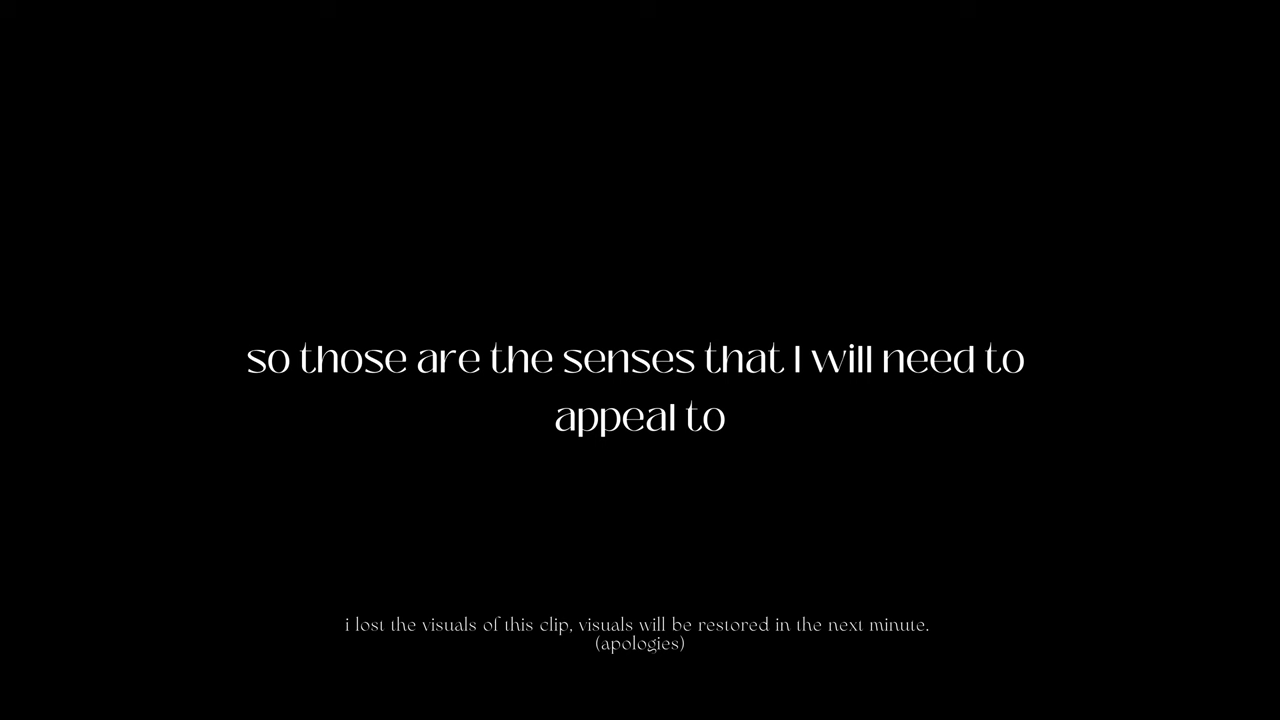 so those are the senses that I will need to
appeal to
i lost the visuals of this clip, visuals will be restored in the next minute.
(apologies)